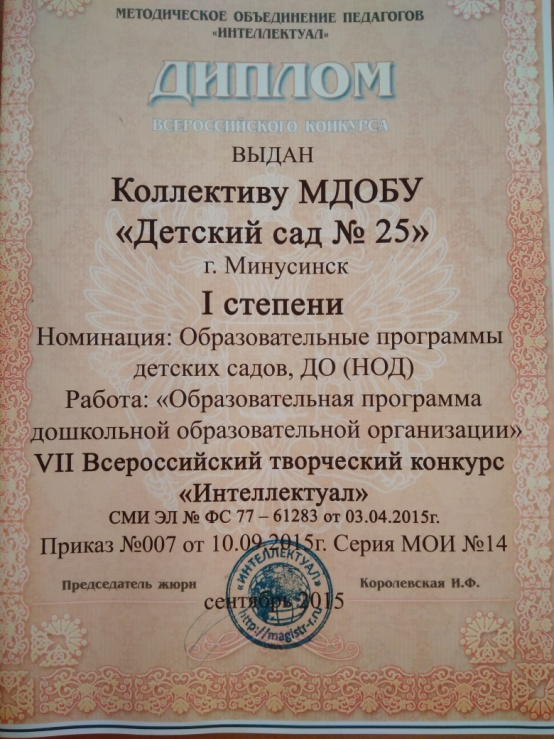 МЕТОДИЧЕСКОЕ ОБЪЕДИНЕНИЕ ПЕДАГОГОВ
«ИНТЕЛЛЕКТУАЛ»
ДИПЛОМ
ВСЕРОССИЙСКОГО КОНКУРСА
ВЫДАН
Коллективу МДОБУ
«Детский сад № 25»
г. Минусинск
I степени
Номинация: Образовательные программы
детских садов, ДО (НОД)
Работа: «Образовательная программа
дошкольной образовательной организации»
VII Всероссийский творческий конкурс
«Интеллектуал»
СМИ ЭЛ № ФС 77 – 61283 от 03.04.2015г.
Приказ №007 от 10.09.2015г. Серия МОИ №14
Председатель жюри Королевская И.Ф.
сентябрь 2015
«ИНТЕЛЛЕКТУАЛ»
http://magistr-r.ru